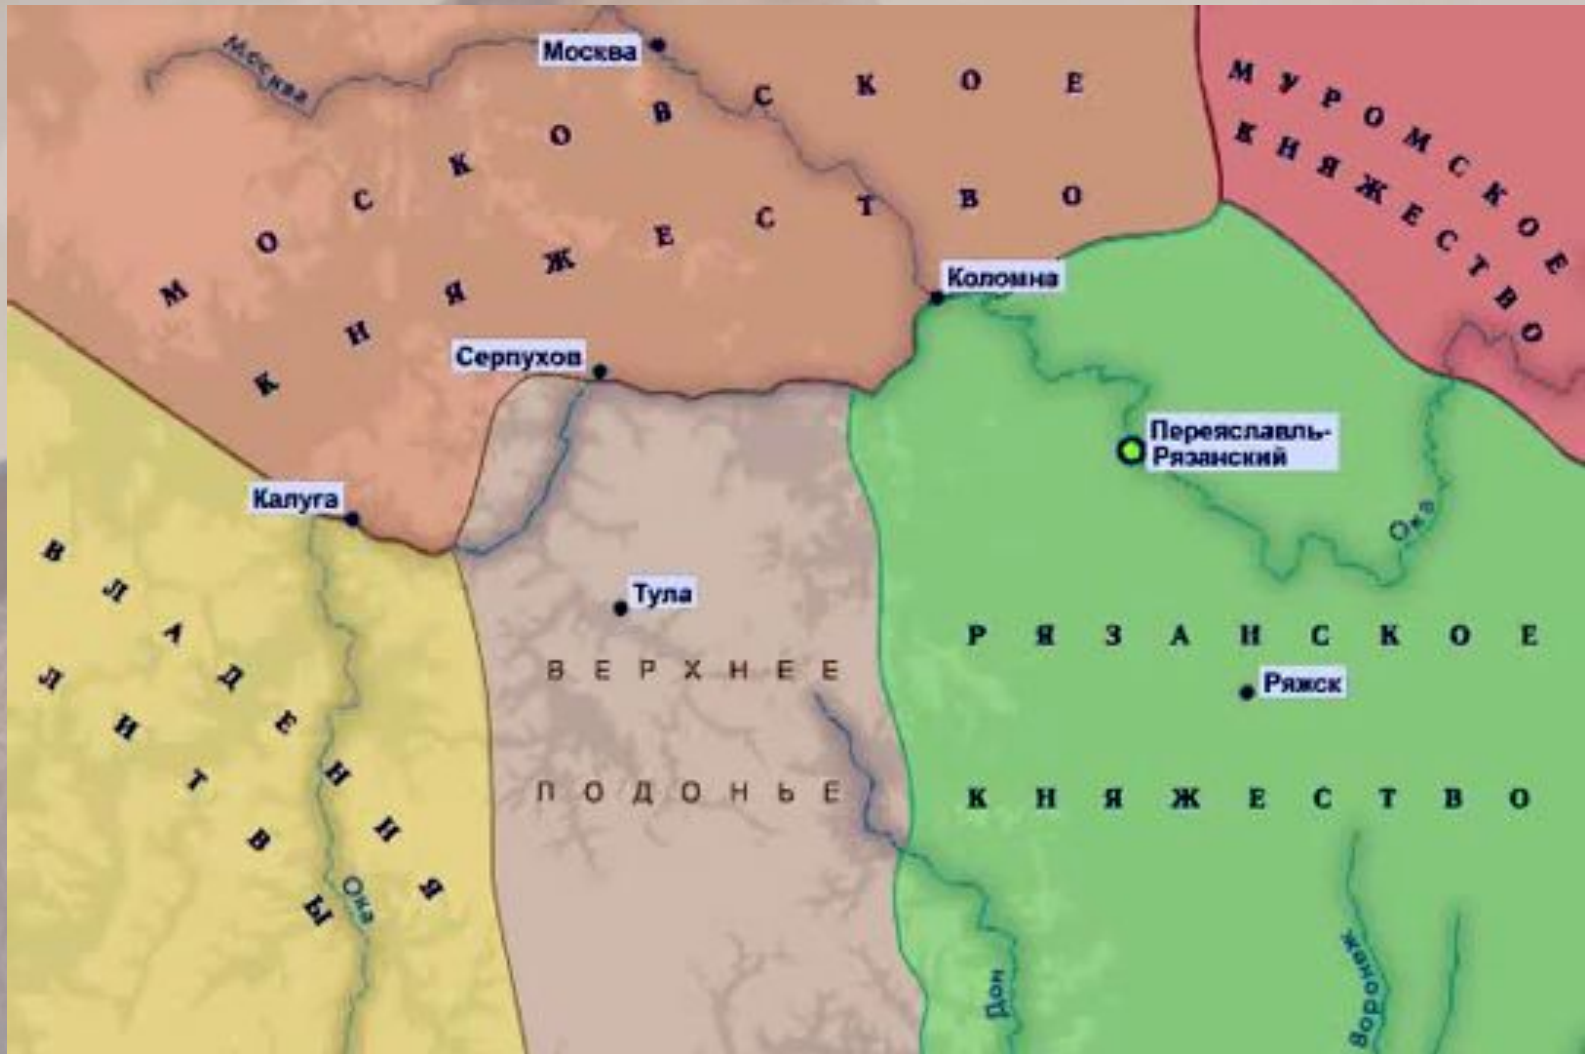 Москва
Москва
МОСКОВСКОЕ
КНЯЖЕСТВО
МУРОМСКОЕ
КНЯЖЕСТВО
Коломна
Серпухов
Переяславль-
Рязанский
Калуга
Ока
Тула
ВЛАДЕНИЯ
ЛИТВЫ
ВЕРХНЕЕ
ПОДОНЬЕ
РЯЗАНСКОЕ
Ряжск
КНЯЖЕСТВО
Ока
Дон
Воронеж